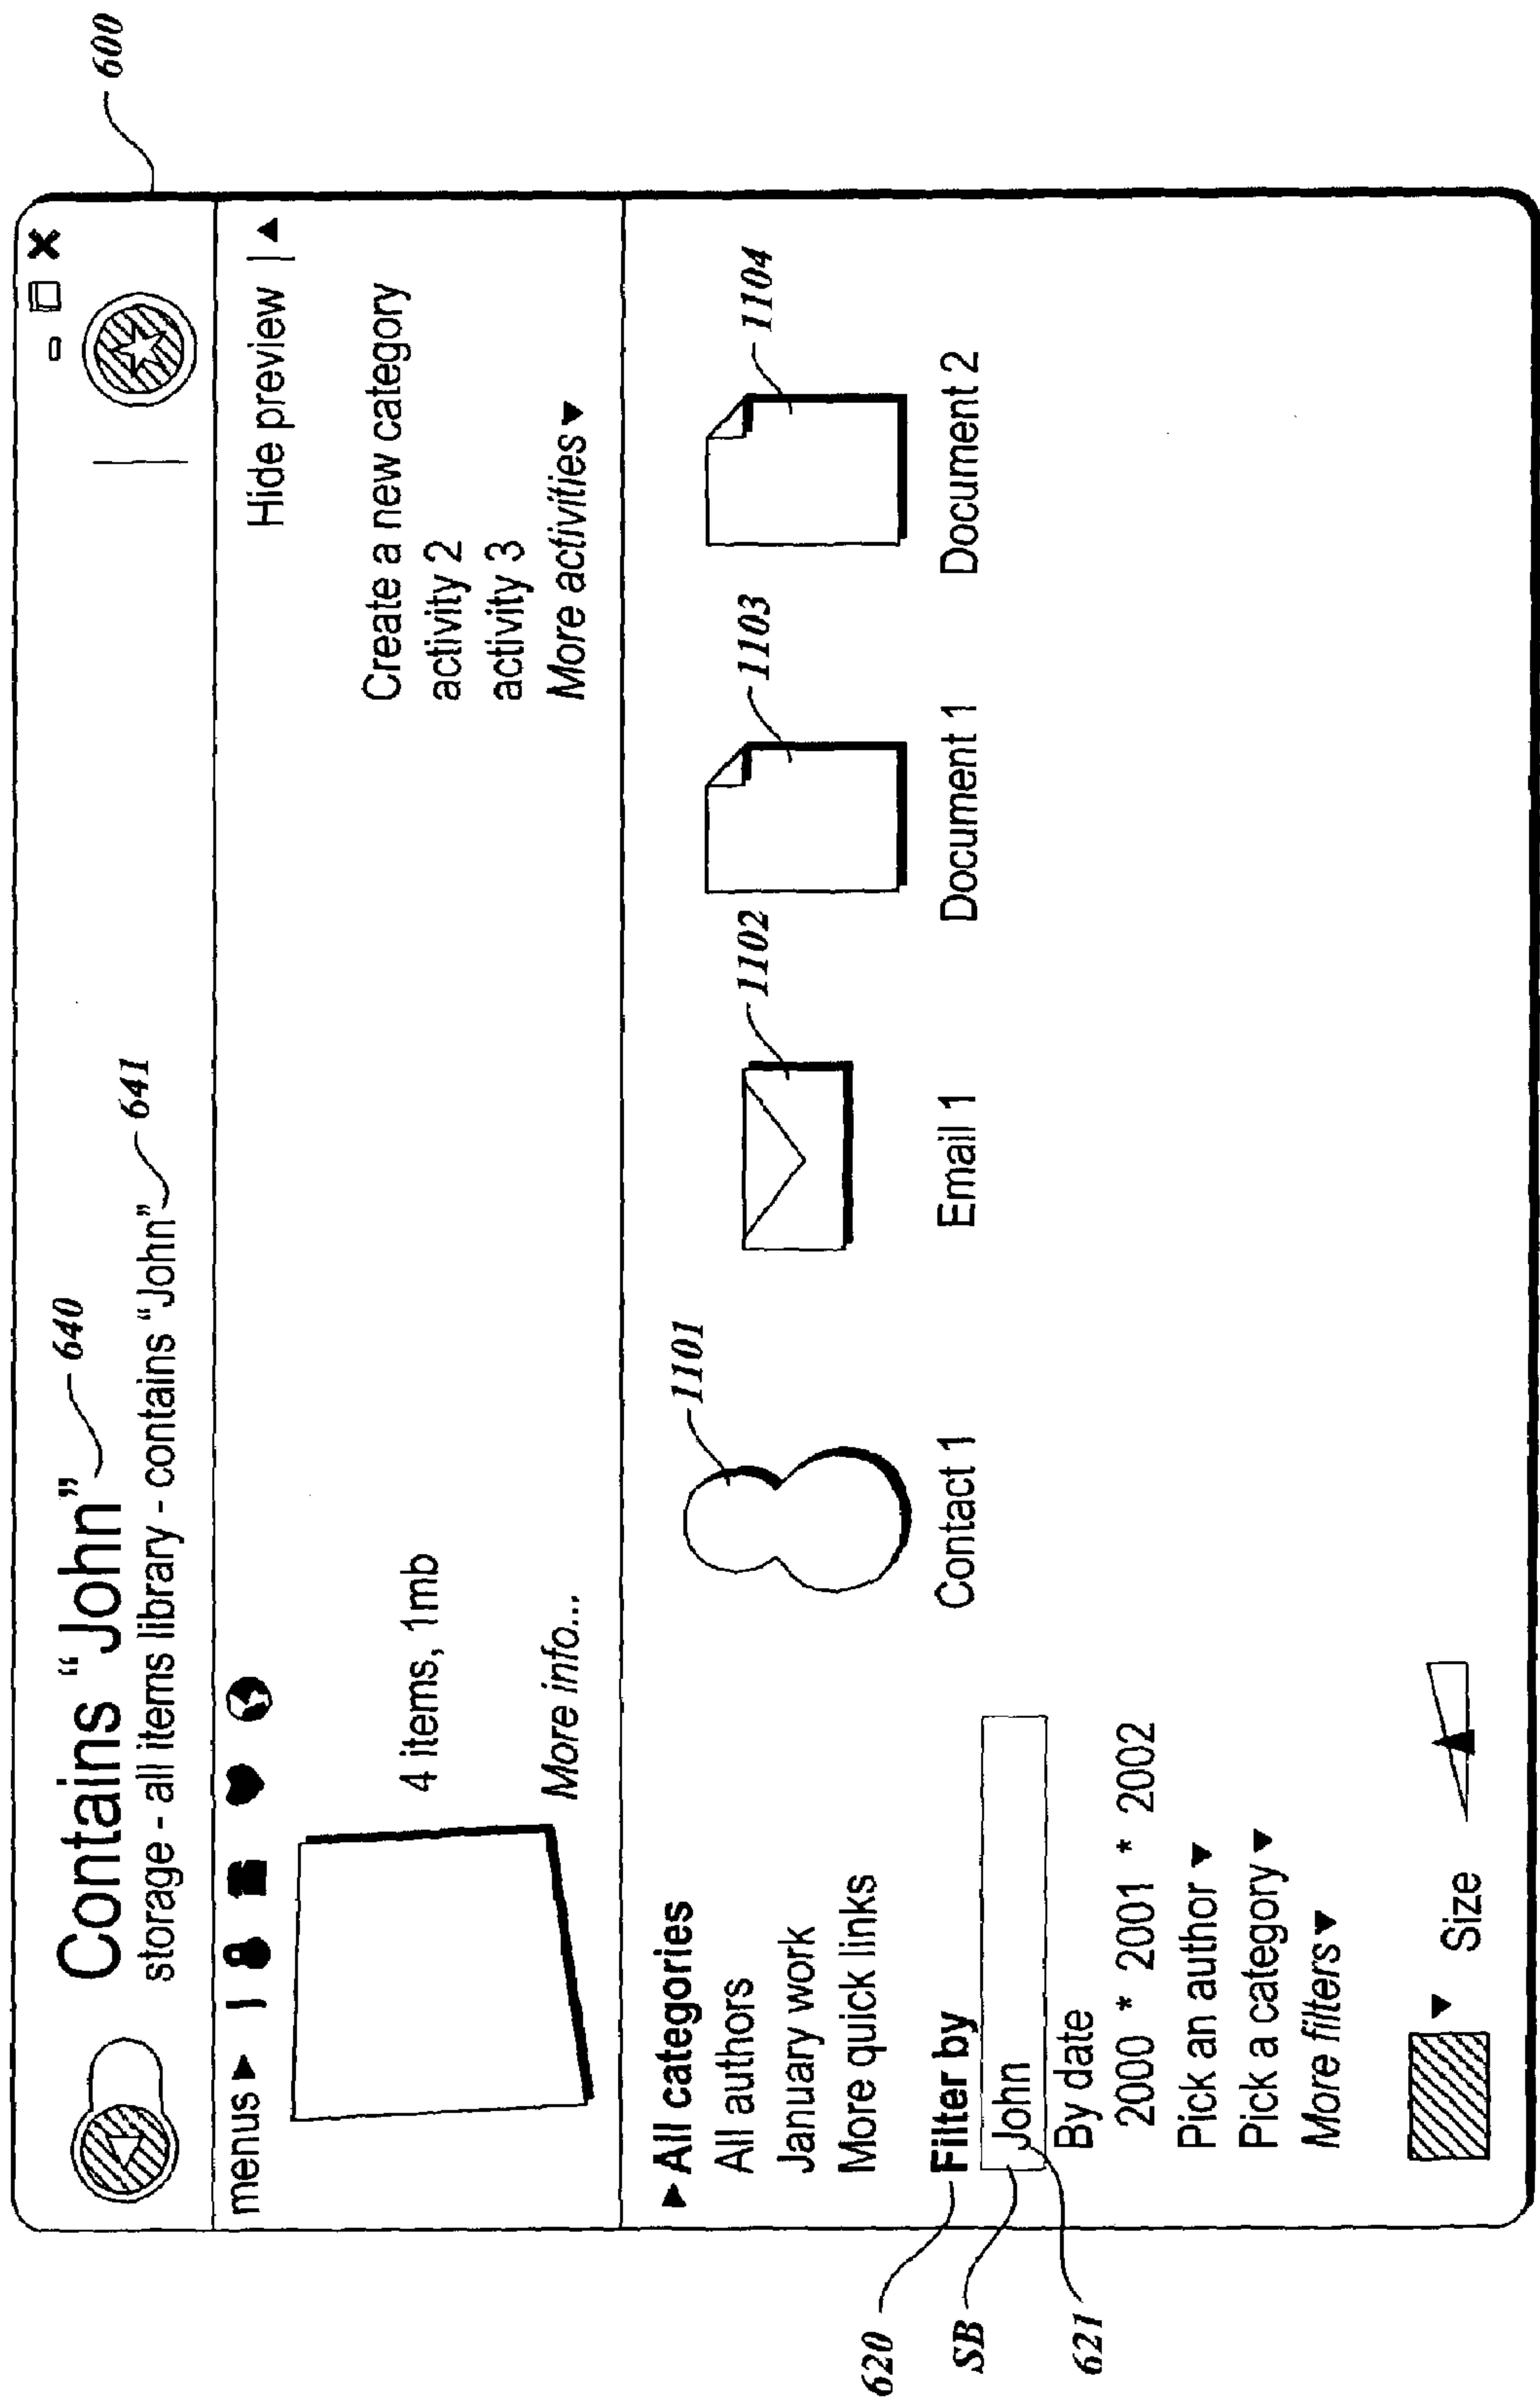 600
Contains “John” 640
storage - all items library - contains “John” 641
menus
Hide preview
4 items, 1mb
More info...
Create a new category
activity 2
activity 3
More activities
All categories
All authors
January work
More quick links
620 Filter by
SB John
621
By date
2000 * 2001 * 2002
Pick an author
Pick a category
More filters
Size
1101
Contact 1
1102
Email 1
1103
Document 1
1104
Document 2